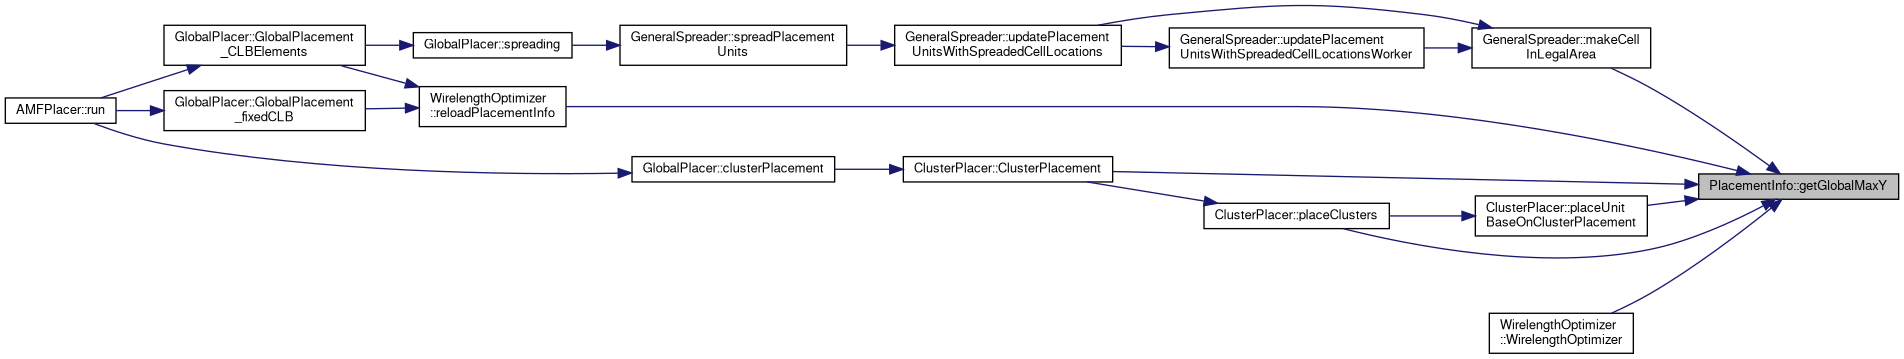 GlobalPlacer::GlobalPlacement
_CLBElements
GlobalPlacer::spreading
GeneralSpreader::spreadPlacement
Units
GeneralSpreader::updatePlacement
UnitsWithSpreadedCellLocations
GeneralSpreader::updatePlacement
UnitsWithSpreadedCellLocationsWorker
GeneralSpreader::makeCell
InLegalArea
AMFPlacer::run
GlobalPlacer::GlobalPlacement
_fixedCLB
WirelengthOptimizer
::reloadPlacementInfo
GlobalPlacer::clusterPlacement
ClusterPlacer::ClusterPlacement
PlacementInfo::getGlobalMaxY
ClusterPlacer::placeClusters
ClusterPlacer::placeUnit
BaseOnClusterPlacement
WirelengthOptimizer
::WirelengthOptimizer